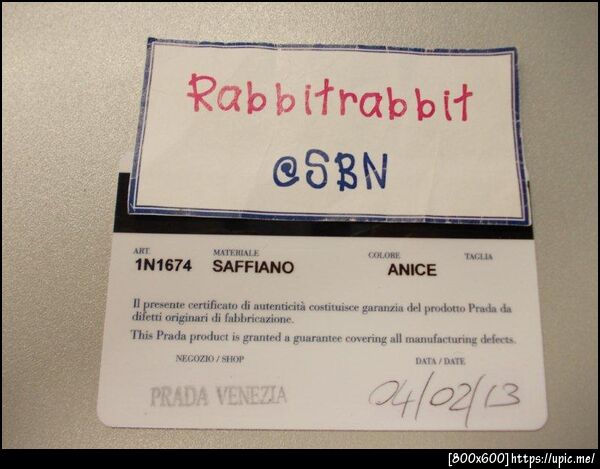 Rabbitrabbit
@SBN
ART. MATERIALE COLORE TAGLIA
1N1674 SAFFIANO ANICE
Il presente certificato di autenticità costituisce garanzia del prodotto Prada da
difetti originari di fabbricazione.
This Prada product is granted a guarantee covering all manufacturing defects.
NEGOZIO / SHOP DATA / DATE
PRADA VENEZIA 04/02/13
[800x600]https://upic.me/